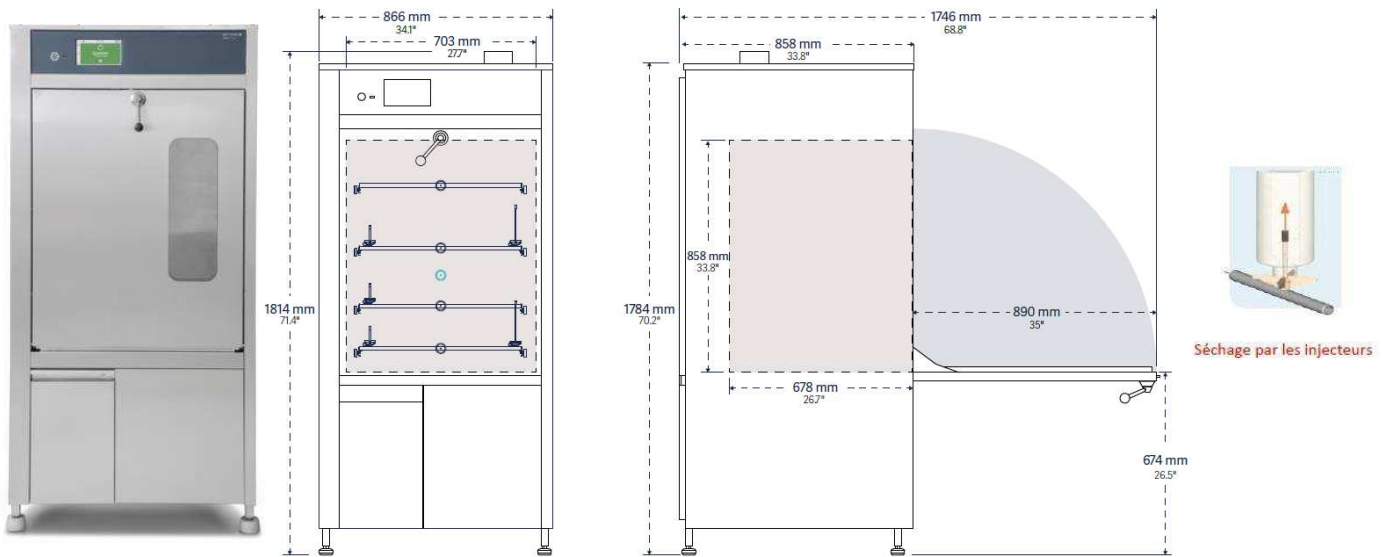 866 mm
34.1"
703 mm
27.7"
1814 mm
71.4"
1746 mm
68.8"
858 mm
33.8"
858 mm
33.8"
1784 mm
70.2"
890 mm
35"
678 mm
26.7"
674 mm
26.5"
Séchage par les injecteurs